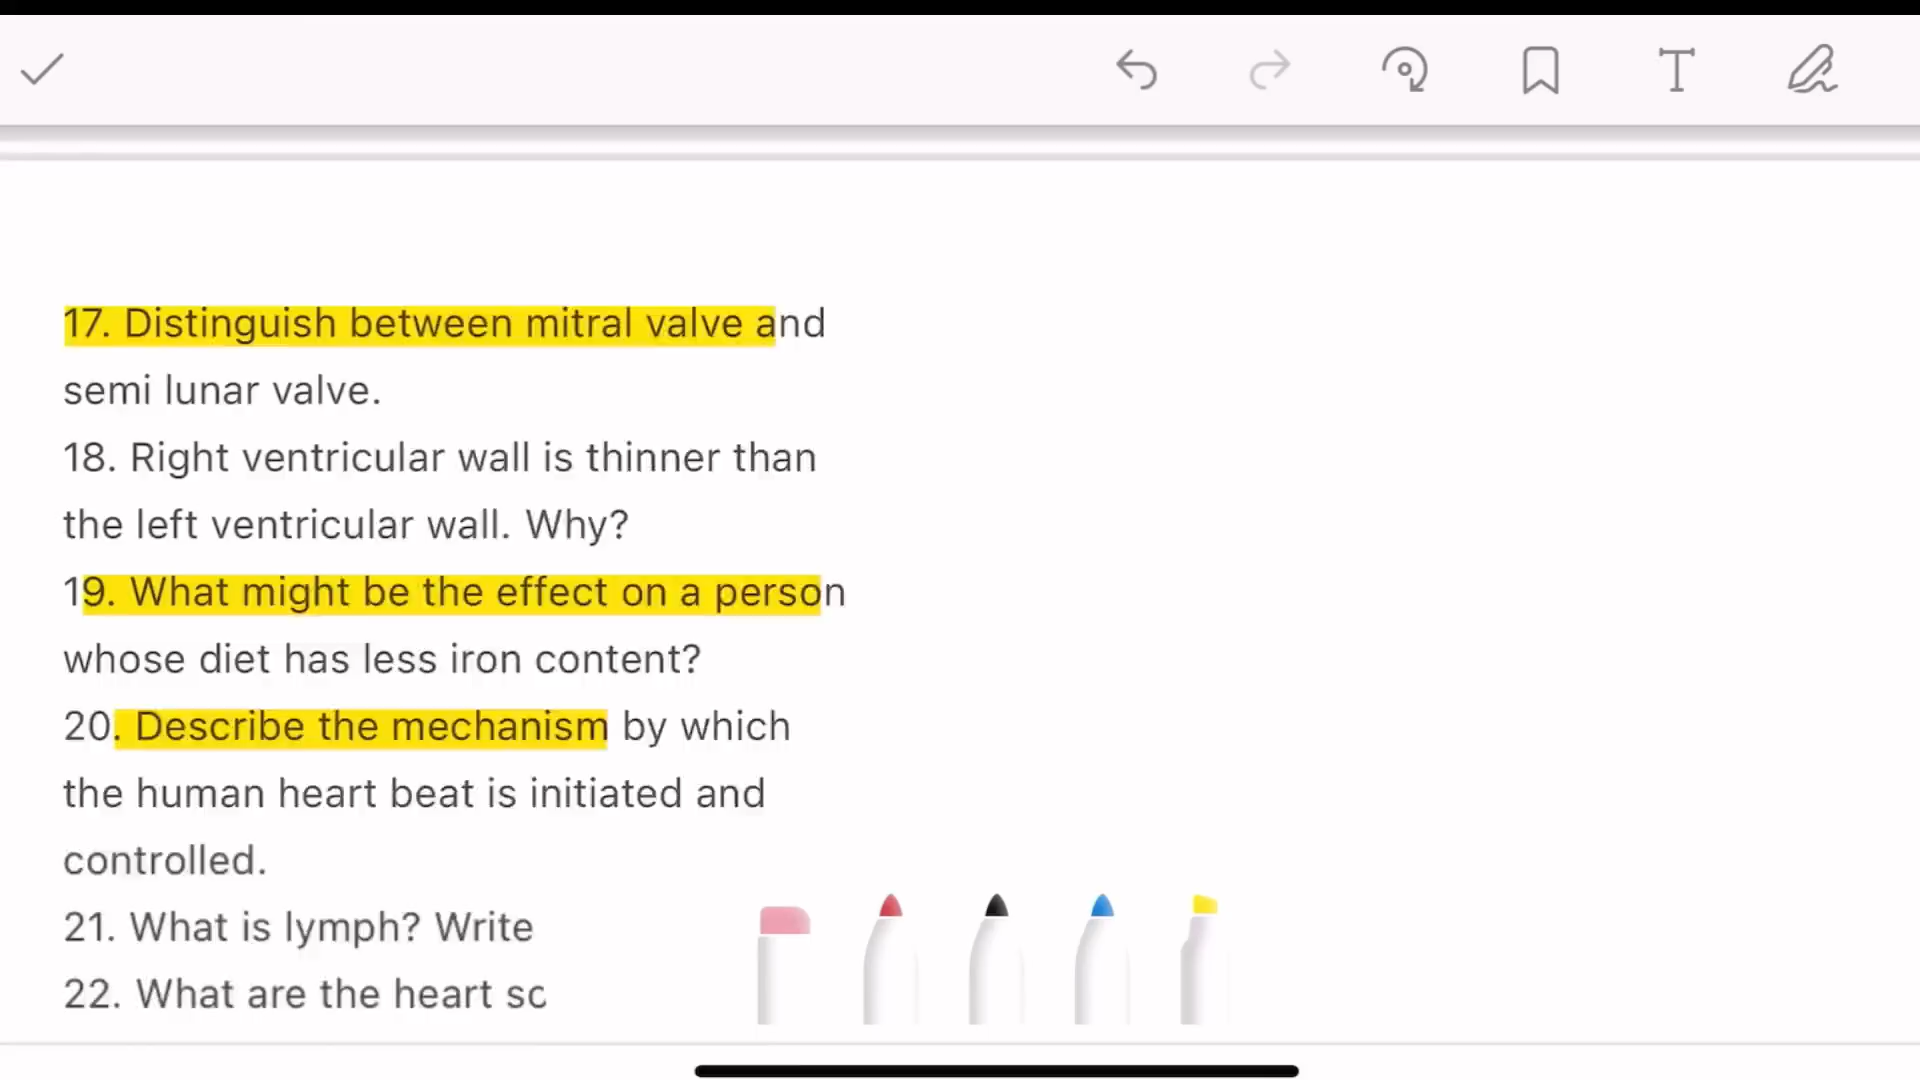 17. Distinguish between mitral valve and
semi lunar valve.
18. Right ventricular wall is thinner than
the left ventricular wall. Why?
19. What might be the effect on a person
whose diet has less iron content?
20. Describe the mechanism by which
the human heart beat is initiated and
controlled.
21. What is lymph? Write
22. What are the heart